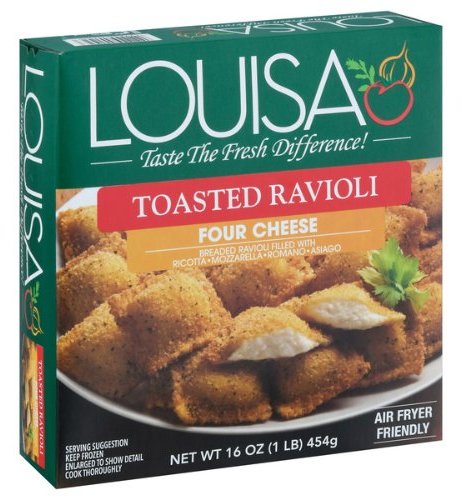 LOUISA
Taste The Fresh Difference!
TOASTED RAVIOLI
FOUR CHEESE
BREADED RAVIOLI FILLED WITH
RICOTTA • MOZZARELLA • ROMANO • ASIAGO
SERVING SUGGESTION
KEEP FROZEN
ENLARGED TO SHOW DETAIL
COOK THOROUGHLY
NET WT 16 OZ (1 LB) 454g
AIR FRYER
FRIENDLY
LOUISA
TOASTED RAVIOLI